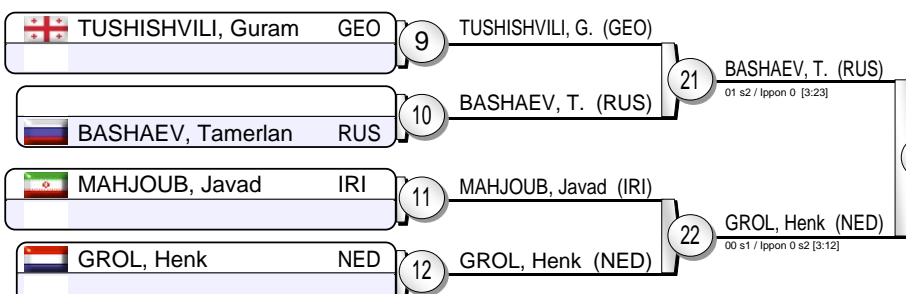 TUSHISHVILI, Guram GEO
9
TUSHISHVILI, G. (GEO)
21
BASHAEV, T. (RUS)
01 s2 / Ippon 0 [3:23]
BASHAEV, Tamerlan RUS
10
BASHAEV, T. (RUS)
MAHJOUB, Javad IRI
11
MAHJOUB, Javad (IRI)
22
GROL, Henk (NED)
00 s1 / Ippon 0 s2 [3:12]
GROL, Henk NED
12
GROL, Henk (NED)